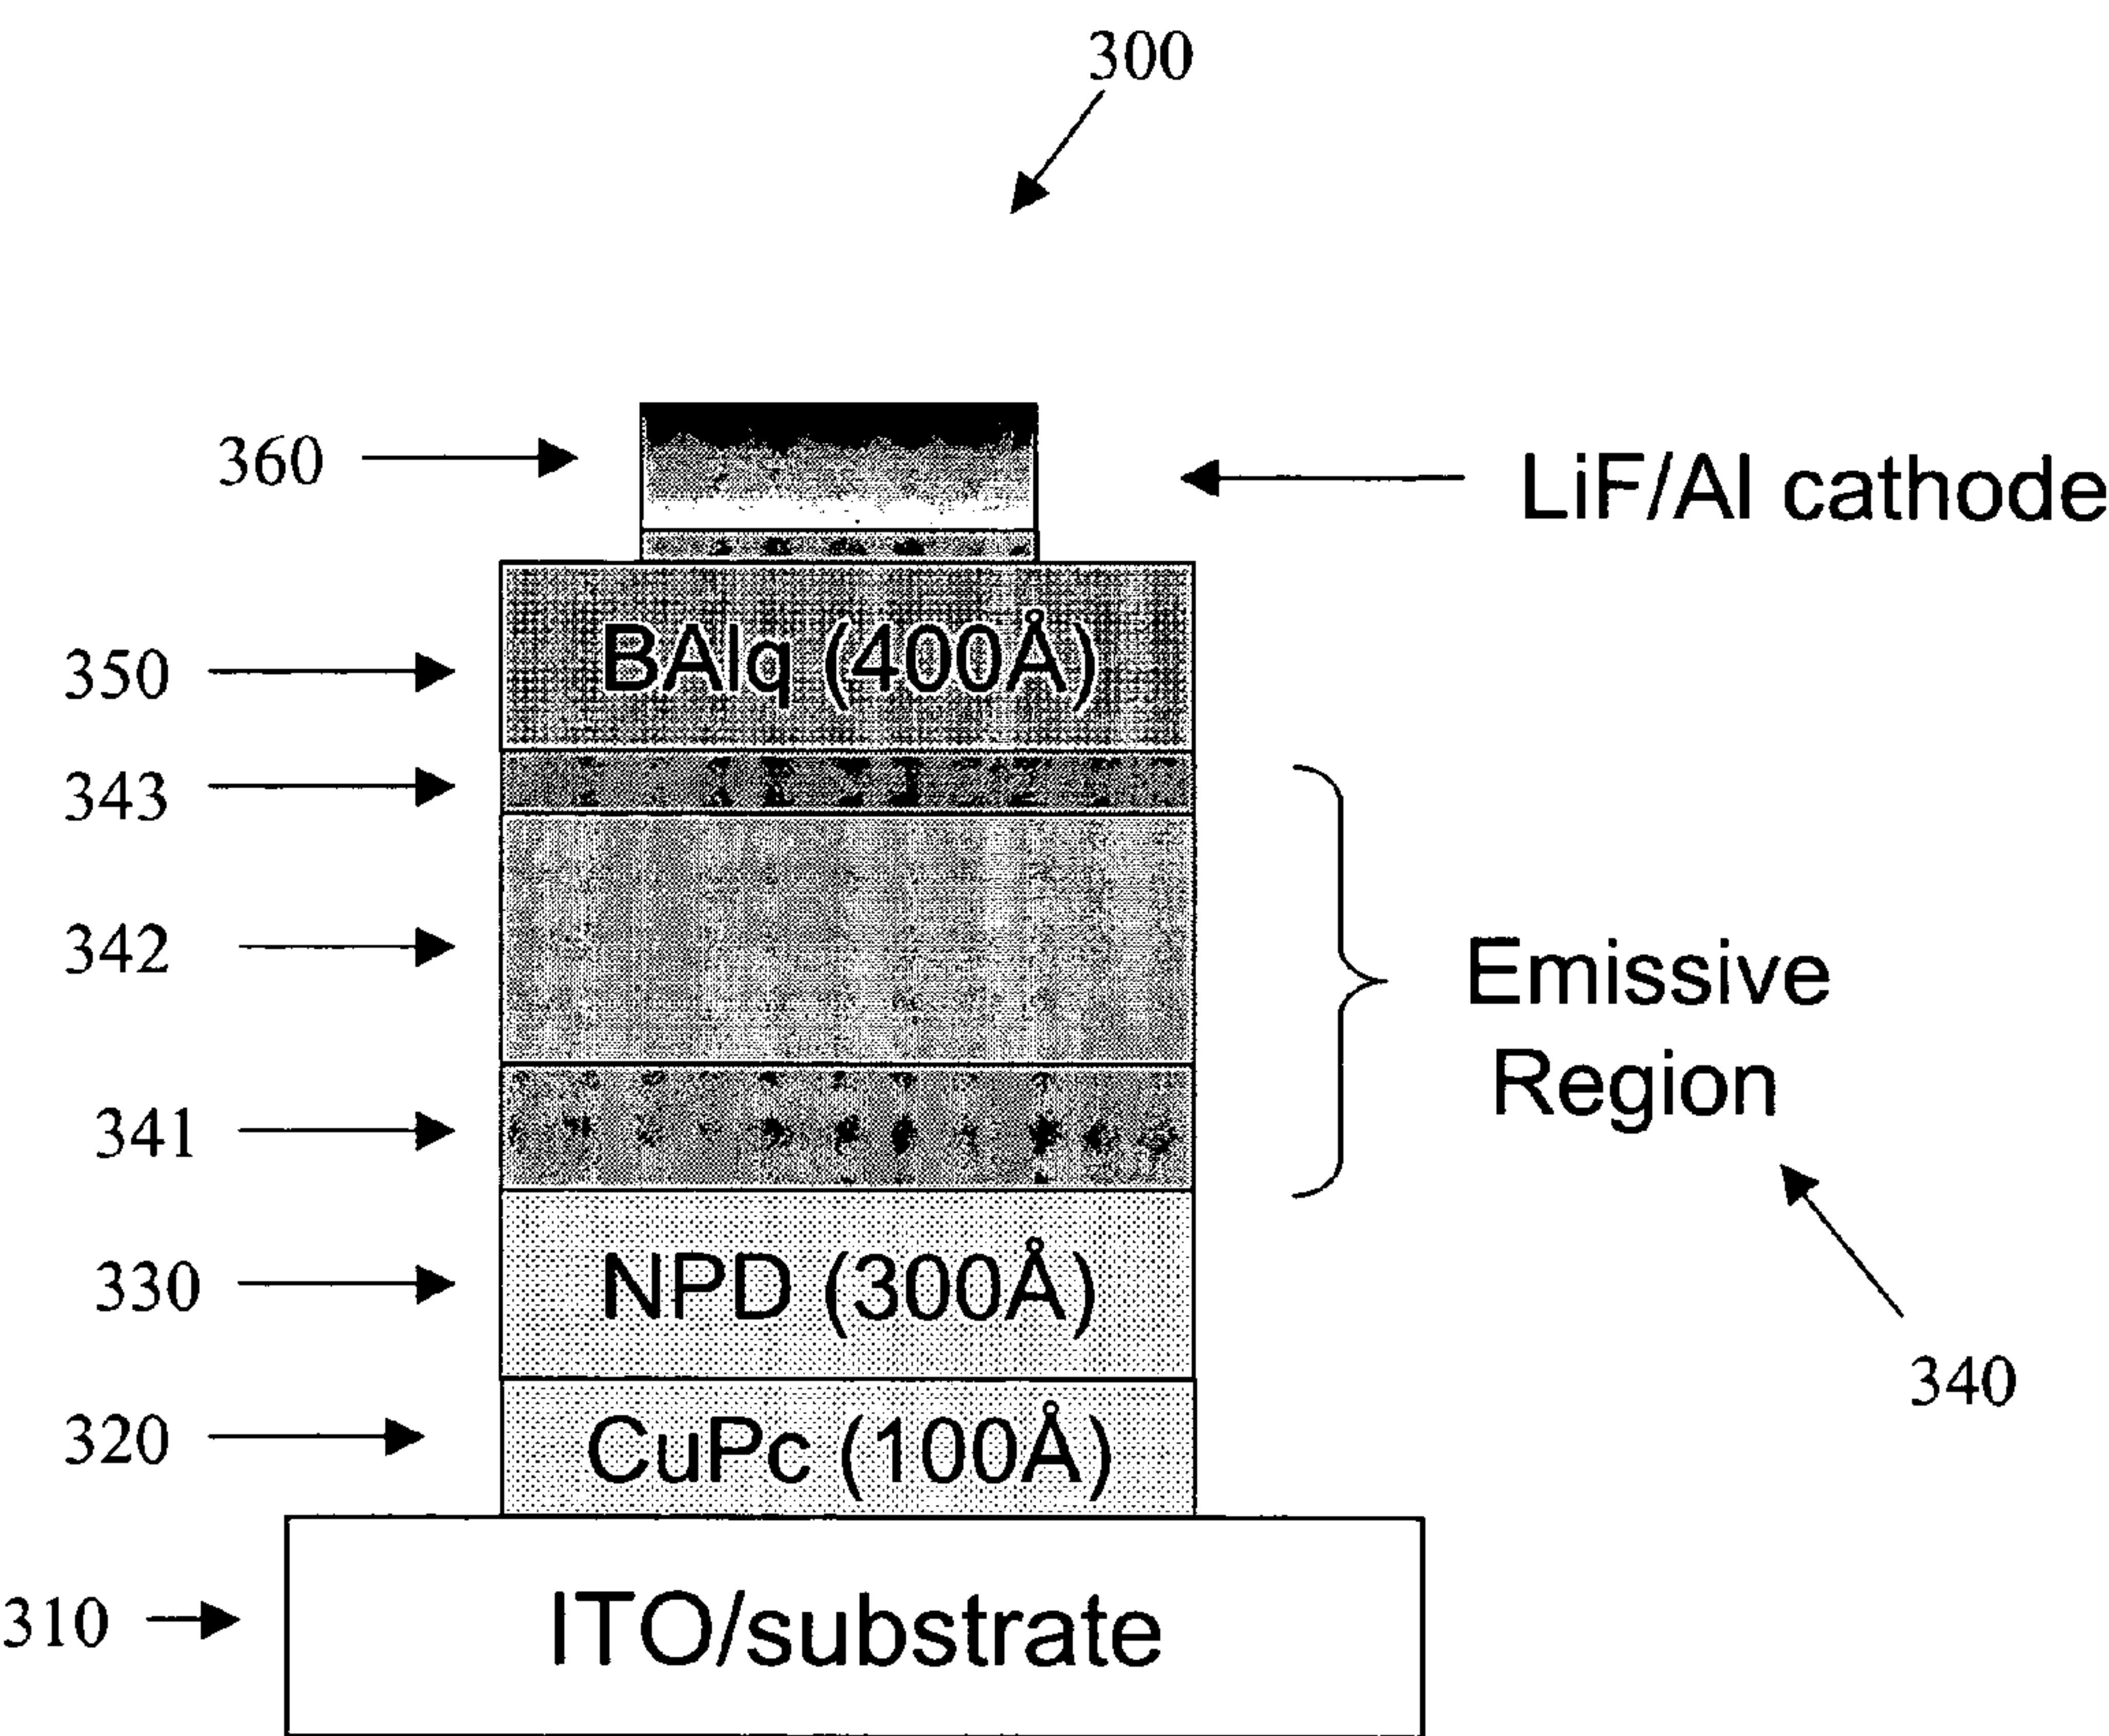 300
360
LiF/Al cathode
350
BAlq (400Å)
343
342
Emissive
Region
341
330
NPD (300Å)
340
320
CuPc (100Å)
310
ITO/substrate